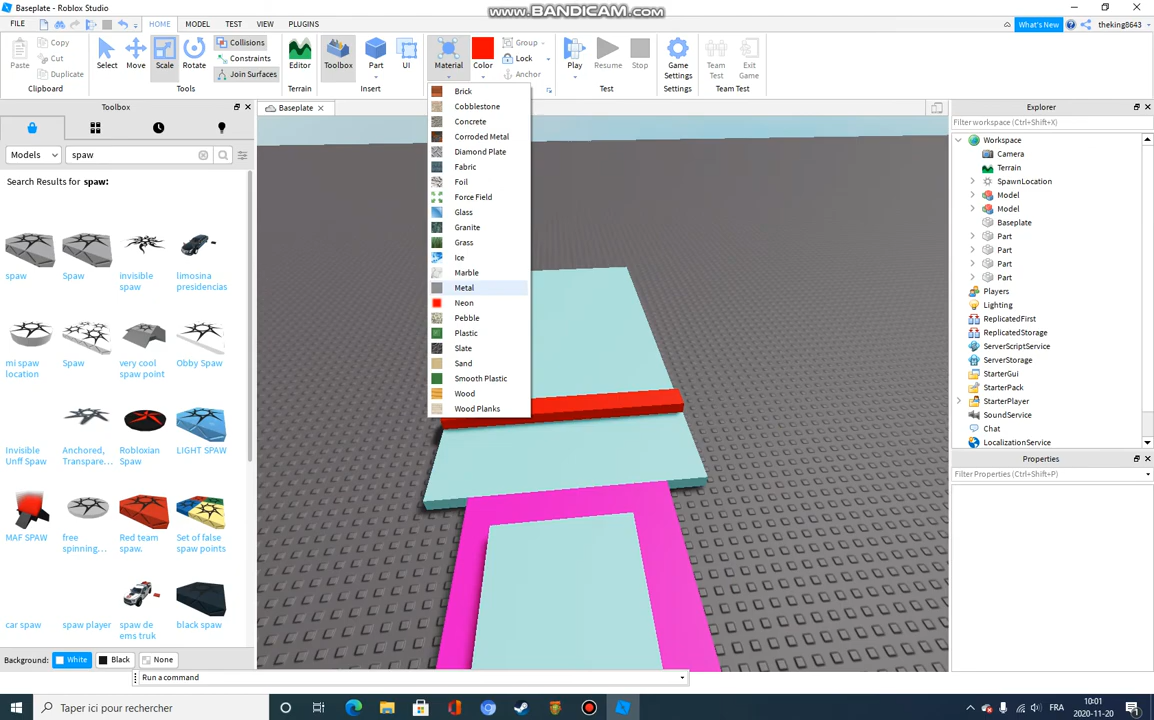 Baseplate - Roblox Studio
www.BANDICAM.com
FILE
HOME
MODEL
TEST
VIEW
PLUGINS
What's New
theking8643
Paste
Copy
Cut
Duplicate
Clipboard
Select
Move
Scale
Rotate
Collisions
Constraints
Join Surfaces
Tools
Editor
Terrain
Toolbox
Part
UI
Insert
Material
Color
Group
Lock
Anchor
Play
Resume
Stop
Test
Game Settings
Settings
Team Test
Exit Game
Team Test
Toolbox
Models
spaw
Search Results for spaw:
spaw
Spaw
invisible spaw
limosina presidencias
mi spaw location
Spaw
very cool spaw point
Obby Spaw
Invisible Unff Spaw
Anchored, Transpare...
Robloxian Spaw
LIGHT SPAW
MAF SPAW
free spinning...
Red team spaw.
Set of false spaw points
car spaw
spaw player
spaw de ems truk
black spaw
Background:
White
Black
None
Baseplate
Brick
Cobblestone
Concrete
Corroded Metal
Diamond Plate
Fabric
Foil
Force Field
Glass
Granite
Grass
Ice
Marble
Metal
Neon
Pebble
Plastic
Slate
Sand
Smooth Plastic
Wood
Wood Planks
Explorer
Filter workspace (Ctrl+Shift+X)
Workspace
Camera
Terrain
SpawnLocation
Model
Model
Baseplate
Part
Part
Part
Part
Players
Lighting
ReplicatedFirst
ReplicatedStorage
ServerScriptService
ServerStorage
StarterGui
StarterPack
StarterPlayer
SoundService
Chat
LocalizationService
Properties
Filter Properties (Ctrl+Shift+P)
Run a command
Taper ici pour rechercher
FRA
10:01
2020-11-20
1